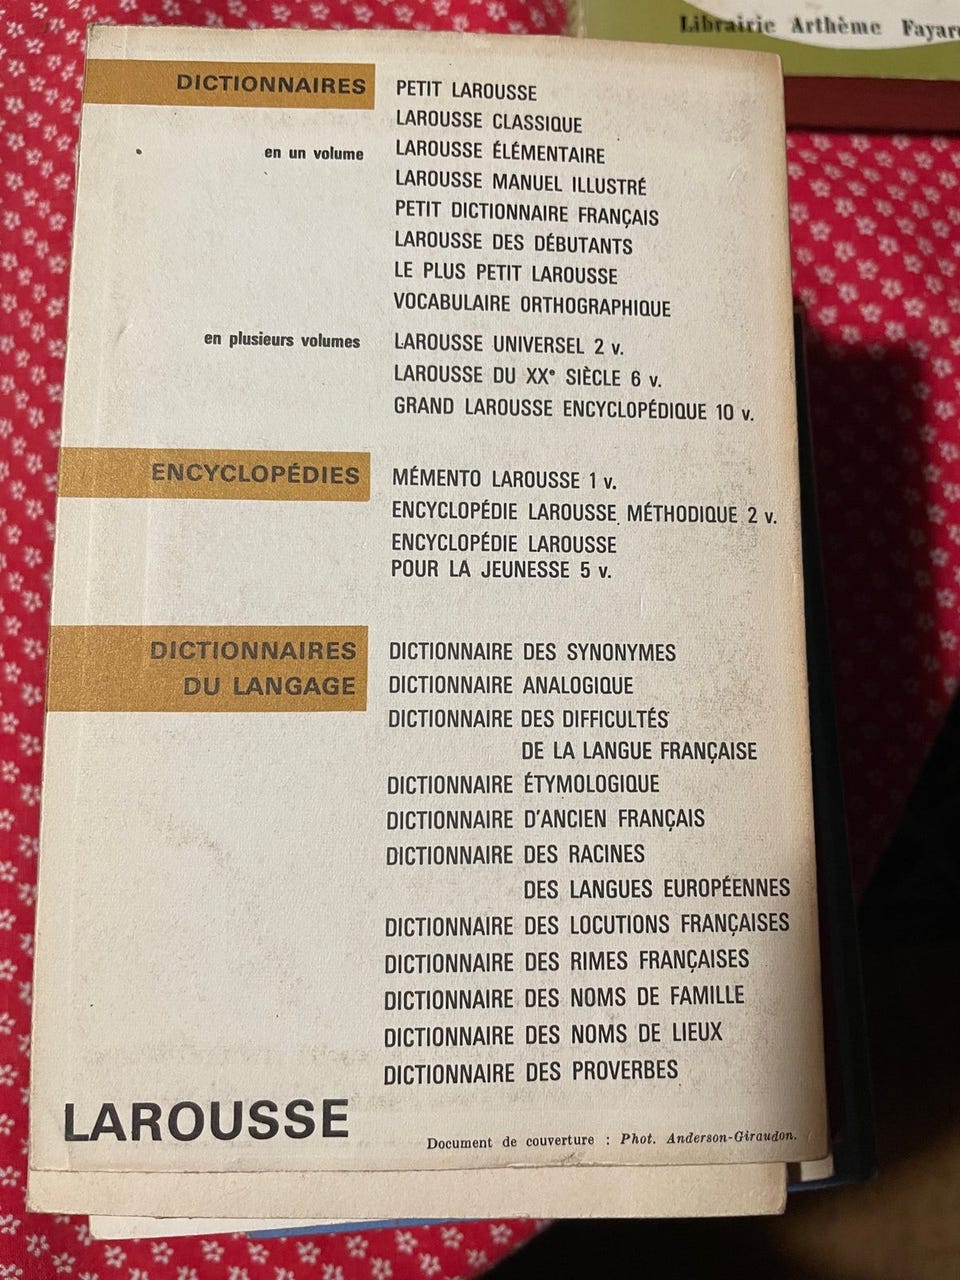 Librairie Arthème
DICTIONNAIRES
PETIT LAROUSSE
LAROUSSE CLASSIQUE
en un volume
LAROUSSE ÉLÉMENTAIRE
LAROUSSE MANUEL ILLUSTRÉ
PETIT DICTIONNAIRE FRANÇAIS
LAROUSSE DES DÉBUTANTS
LE PLUS PETIT LAROUSSE
VOCABULAIRE ORTHOGRAPHIQUE
en plusieurs volumes
LAROUSSE UNIVERSEL 2 v.
LAROUSSE DU XXe SIÈCLE 6 v.
GRAND LAROUSSE ENCYCLOPÉDIQUE 10 v.
ENCYCLOPÉDIES
MÉMENTO LAROUSSE 1 v.
ENCYCLOPÉDIE LAROUSSE MÉTHODIQUE 2 v.
ENCYCLOPÉDIE LAROUSSE
POUR LA JEUNESSE 5 v.
DICTIONNAIRES
DU LANGAGE
DICTIONNAIRE DES SYNONYMES
DICTIONNAIRE ANALOGIQUE
DICTIONNAIRE DES DIFFICULTÉS
DE LA LANGUE FRANÇAISE
DICTIONNAIRE ÉTYMOLOGIQUE
DICTIONNAIRE D'ANCIEN FRANÇAIS
DICTIONNAIRE DES RACINES
DES LANGUES EUROPÉENNES
DICTIONNAIRE DES LOCUTIONS FRANÇAISES
DICTIONNAIRE DES RIMES FRANÇAISES
DICTIONNAIRE DES NOMS DE FAMILLE
DICTIONNAIRE DES NOMS DE LIEUX
DICTIONNAIRE DES PROVERBES
LAROUSSE
Document de couverture : Phot. Anderson-Giraudon.